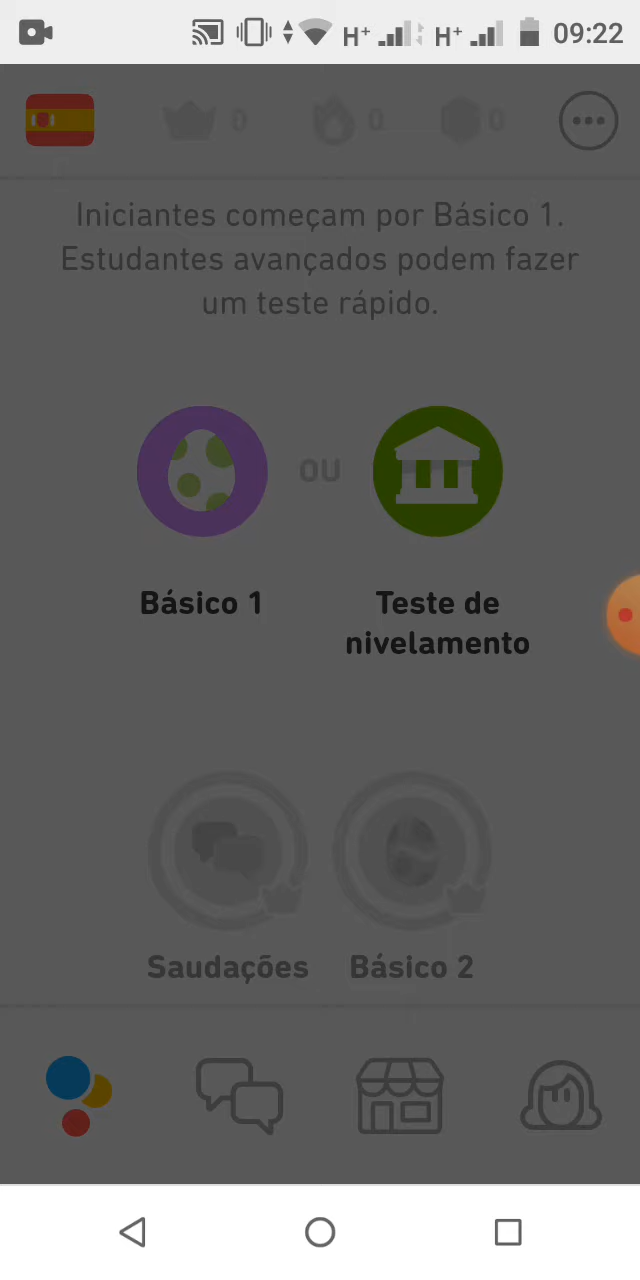 H+ H+ 09:22
0 0 0
Iniciantes começam por Básico 1.
Estudantes avançados podem fazer
um teste rápido.
OU
Básico 1
Teste de
nivelamento
Saudações Básico 2